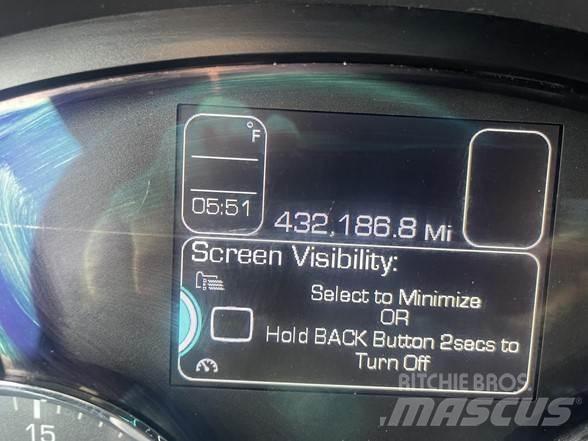 °F
05:51
432,186.8 Mi
Screen Visibility:
Select to Minimize
OR
Hold BACK Button 2secs to
Turn Off
15
RITCHIE BROS.
MASCUS